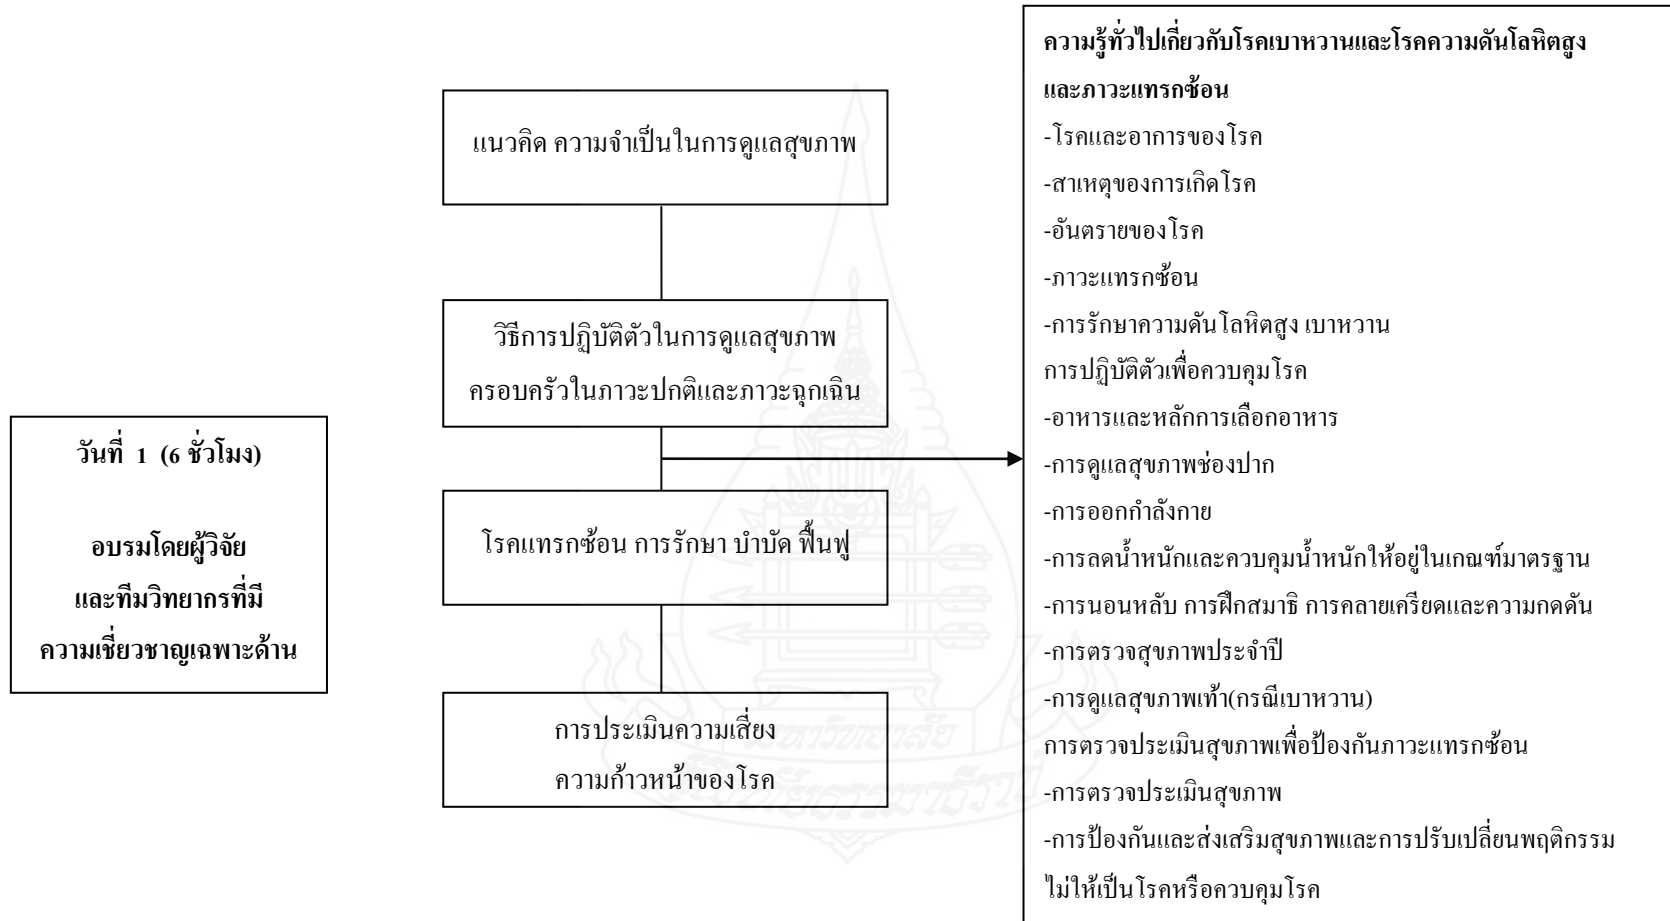 วันที่ 1 (6 ชั่วโมง)
อบรมโดยผู้วิจัย
และทีมวิทยากรที่มี
ความเชี่ยวชาญเฉพาะด้าน
แนวคิด ความจำเป็นในการดูแลสุขภาพ
วิธีการปฏิบัติตัวในการดูแลสุขภาพ
ครอบครัวในภาวะปกติและภาวะฉุกเฉิน
โรคแทรกซ้อน การรักษา บำบัด ฟื้นฟู
การประเมินความเสี่ยง
ความก้าวหน้าของโรค
ความรู้ทั่วไปเกี่ยวกับโรคเบาหวานและโรคความดันโลหิตสูง
และภาวะแทรกซ้อน
-โรคและอาการของโรค
-สาเหตุของการเกิดโรค
-อันตรายของโรค
-ภาวะแทรกซ้อน
-การรักษาความดันโลหิตสูง เบาหวาน
การปฏิบัติตัวเพื่อควบคุมโรค
-อาหารและหลักการเลือกอาหาร
-การดูแลสุขภาพช่องปาก
-การออกกำลังกาย
-การลดน้ำหนักและควบคุมน้ำหนักให้อยู่ในเกณฑ์มาตรฐาน
-การนอนหลับ การฝึกสมาธิ การคลายเครียดและความกดดัน
-การตรวจสุขภาพประจำปี
-การดูแลสุขภาพเท้า(กรณีเบาหวาน)
การตรวจประเมินสุขภาพเพื่อป้องกันภาวะแทรกซ้อน
-การตรวจประเมินสุขภาพ
-การป้องกันและส่งเสริมสุขภาพและการปรับเปลี่ยนพฤติกรรม
ไม่ให้เป็นโรคหรือควบคุมโรค
มหาวิทยาลัย
สุโขทัยธรรมาธิราช